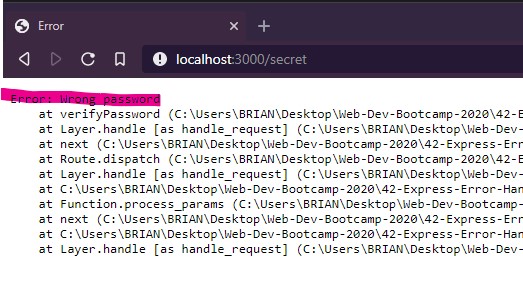 Error
localhost:3000/secret
Error: Wrong password
at verifyPassword (C:\Users\BRIAN\Desktop\Web-Dev-Bootcamp-2020\42-E
at Layer.handle [as handle_request] (C:\Users\BRIAN\Desktop\Web-Dev-
at next (C:\Users\BRIAN\Desktop\Web-Dev-Bootcamp-2020\42-Express-Err
at Route.dispatch (C:\Users\BRIAN\Desktop\Web-Dev-Bootcamp-2020\42-E
at Layer.handle [as handle_request] (C:\Users\BRIAN\Desktop\Web-Dev-
at C:\Users\BRIAN\Desktop\Web-Dev-Bootcamp-2020\42-Express-Error-Han
at Function.process_params (C:\Users\BRIAN\Desktop\Web-Dev-Bootcamp-
at next (C:\Users\BRIAN\Desktop\Web-Dev-Bootcamp-2020\42-Express-Err
at C:\Users\BRIAN\Desktop\Web-Dev-Bootcamp-2020\42-Express-Error-Han
at Layer.handle [as handle_request] (C:\Users\BRIAN\Desktop\Web-Dev-